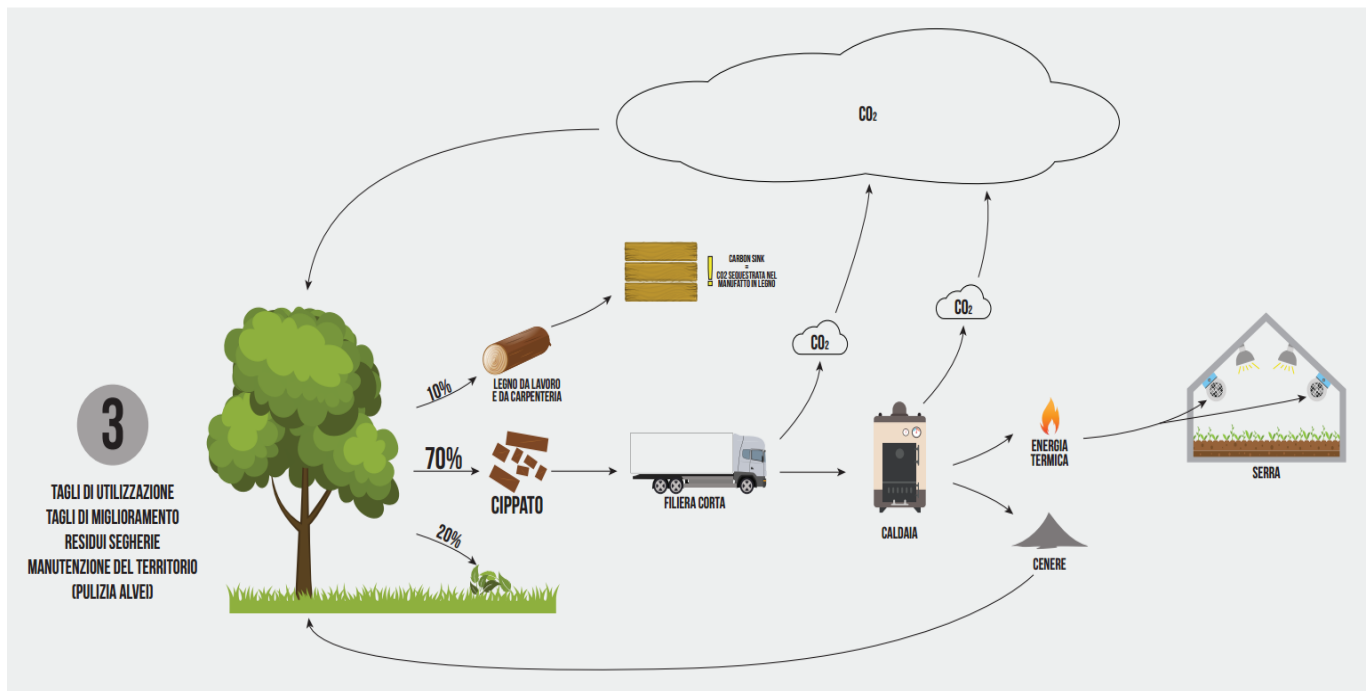 CO₂
CARBON SINK
=
CO2 SEQUESTRATA NEL
MANUFATTO IN LEGNO
CO₂
CO₂
10%
LEGNO DA LAVORO
E DA CARPENTERIA
3
70%
CIPPATO
FILIERA CORTA
CALDAIA
ENERGIA
TERMICA
SERRA
TAGLI DI UTILIZZAZIONE
TAGLI DI MIGLIORAMENTO
RESIDUI SEGHERIE
MANUTENZIONE DEL TERRITORIO
(PULIZIA ALVEI)
20%
CENERE